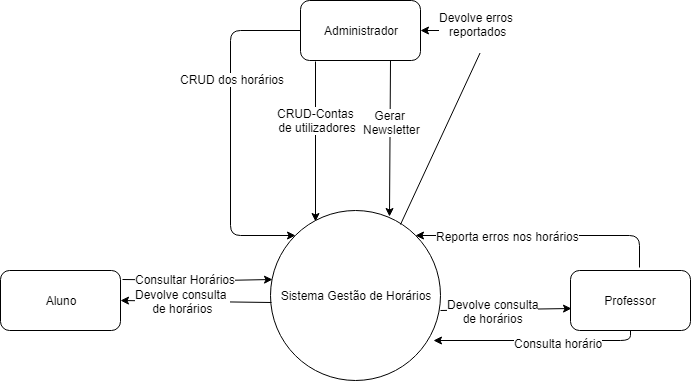 Devolve erros
reportados
Administrador
CRUD dos horários
CRUD-Contas
de utilizadores
Gerar
Newsletter
Reporta erros nos horários
Consultar Horários
Devolve consulta
de horários
Aluno
Sistema Gestão de Horários
Devolve consulta
de horários
Professor
Consulta horário